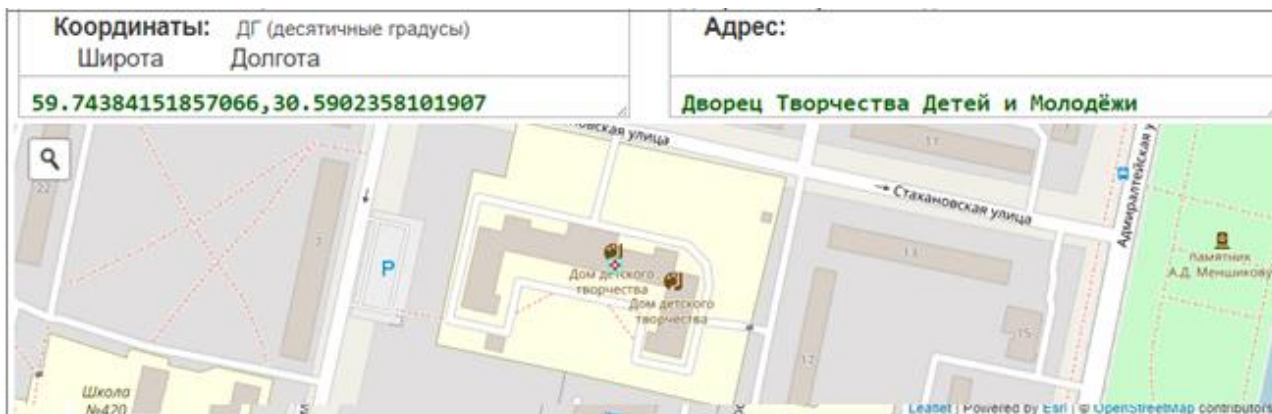 Координаты: ДГ (десятичные градусы)
Широта Долгота
59.74384151857066,30.5902358101907
Адрес:
Дворец Творчества Детей и Молодёжи
22
3
P
11
Стахановская улица
Адмиралтейская
13
памятник
А.Д. Меншикову
Дом детского
творчества
Дом детского
творчества
15
Школа
№420
Leaflet | Powered by Esri | © OpenStreetMap contributors